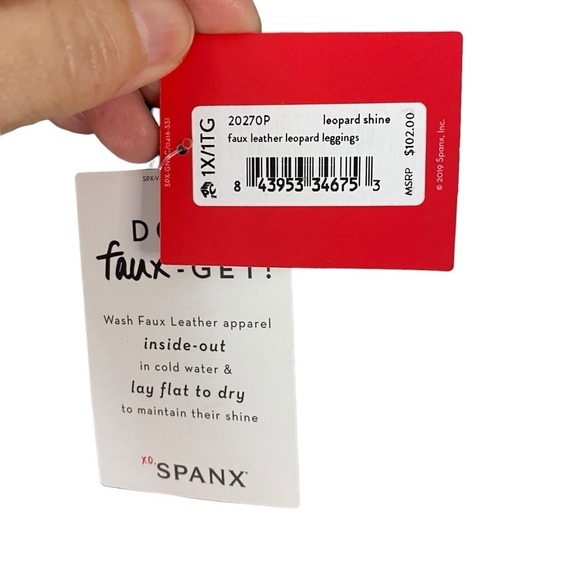 20270P leopard shine
faux leather leopard leggings
1X/1TG
8 43953 34675 3
MSRP $102.00
© 2019 Spanx, Inc.
faux-GET!
Wash Faux Leather apparel
inside-out
in cold water &
lay flat to dry
to maintain their shine
xo,
SPANX